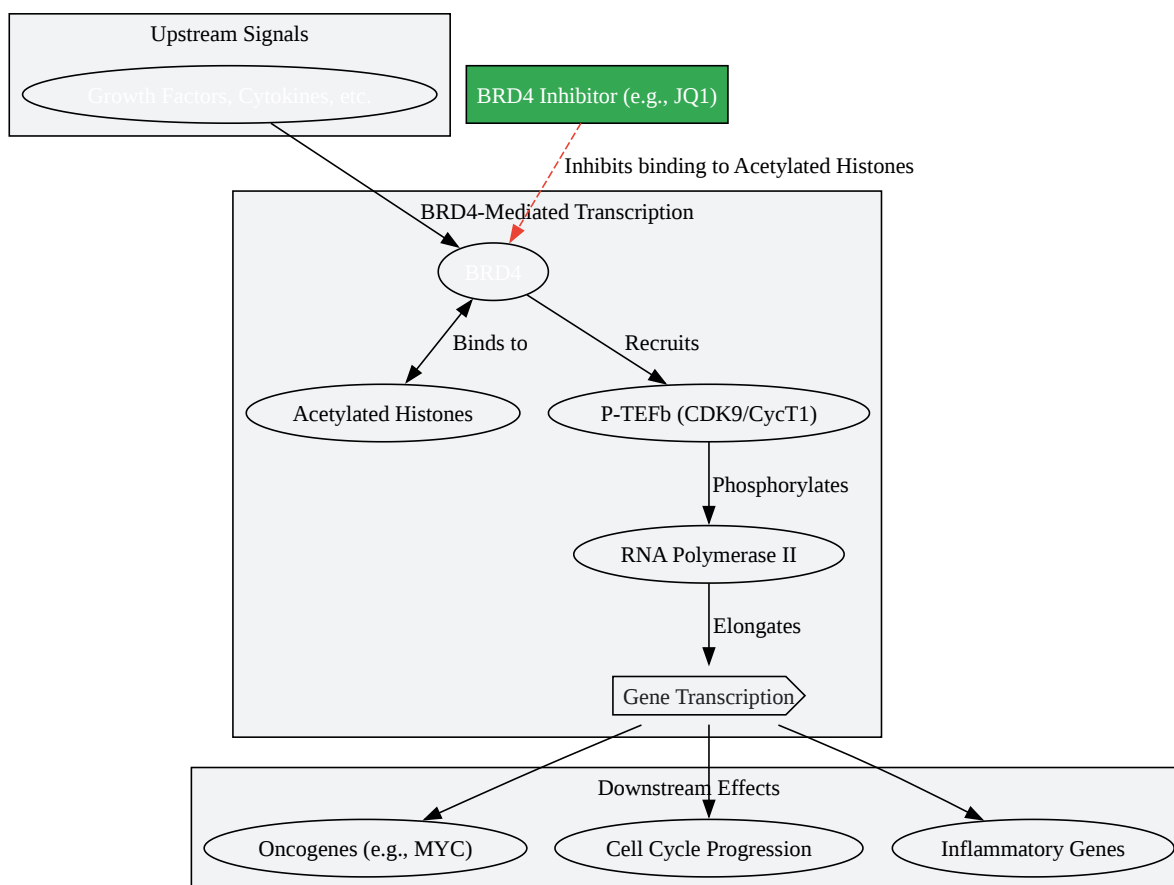 Upstream Signals
Growth Factors, Cytokines, etc.
BRD4 Inhibitor (e.g., JQ1)
Inhibits binding to Acetylated Histones
BRD4-Mediated Transcription
BRD4
Binds to
Recruits
Acetylated Histones
P-TEFb (CDK9/CycT1)
Phosphorylates
RNA Polymerase II
Elongates
Gene Transcription
Downstream Effects
Oncogenes (e.g., MYC)
Cell Cycle Progression
Inflammatory Genes